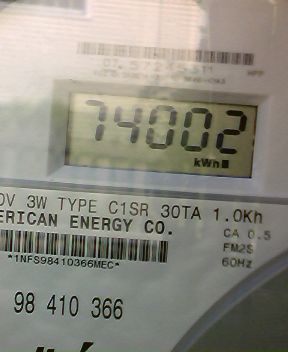 74002
kWh
0V 3W TYPE C1SR 30TA 1.0Kh
ERICAN ENERGY CO.
CA 0.5
FM2S
60Hz
*1NFS98410366MEC*
98 410 366